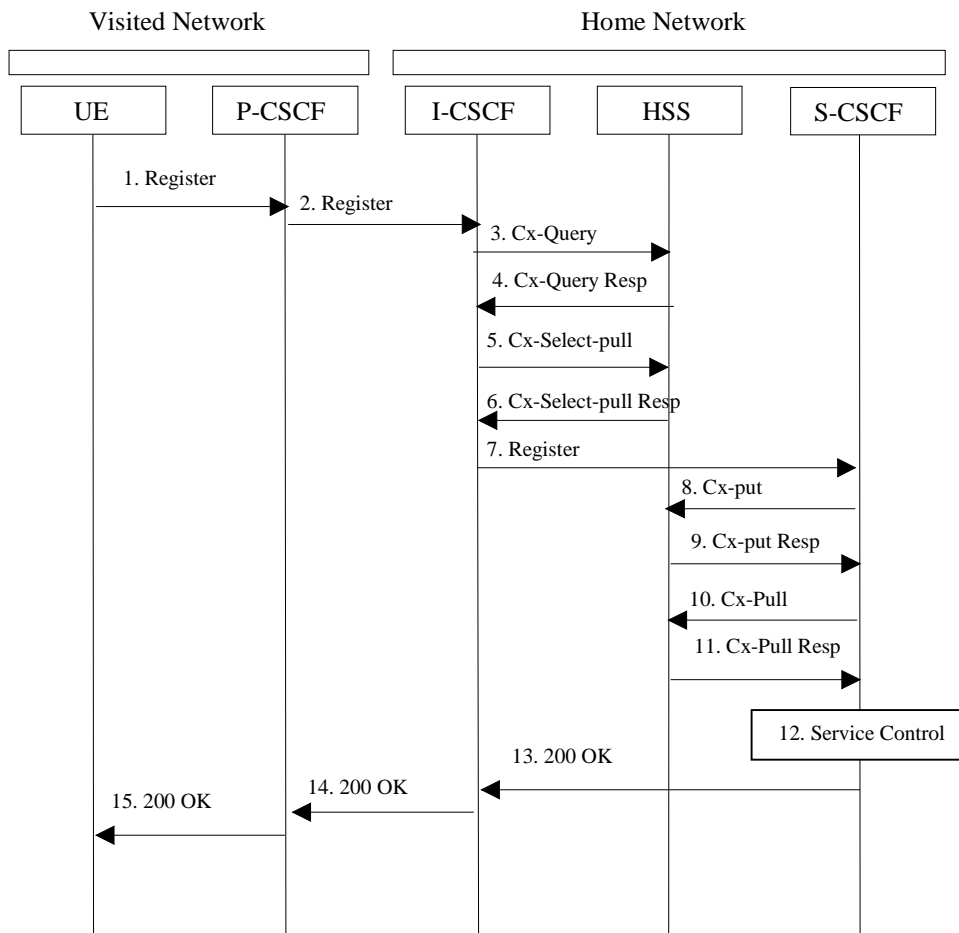 Visited Network
Home Network
UE
P-CSCF
I-CSCF
HSS
S-CSCF
1. Register
2. Register
3. Cx-Query
4. Cx-Query Resp
5. Cx-Select-pull
6. Cx-Select-pull Resp
7. Register
8. Cx-put
9. Cx-put Resp
10. Cx-Pull
11. Cx-Pull Resp
12. Service Control
13. 200 OK
14. 200 OK
15. 200 OK